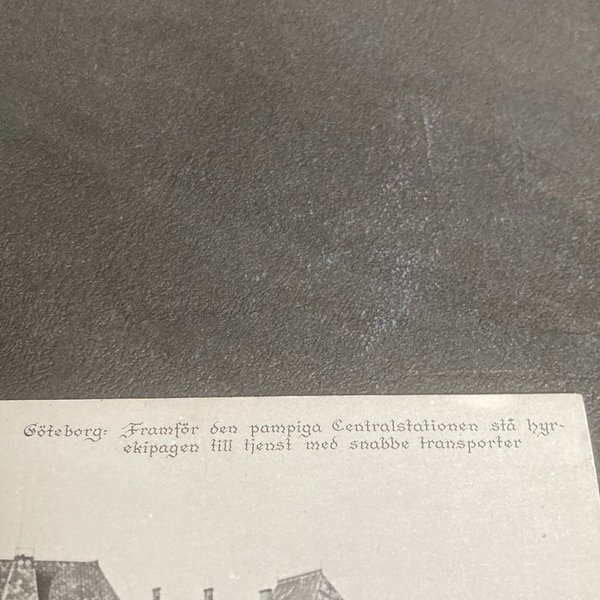 Göteborg: Framför den pampiga Centralstationen stå hyr-
ekipagen till tjenst med snabbe transporter